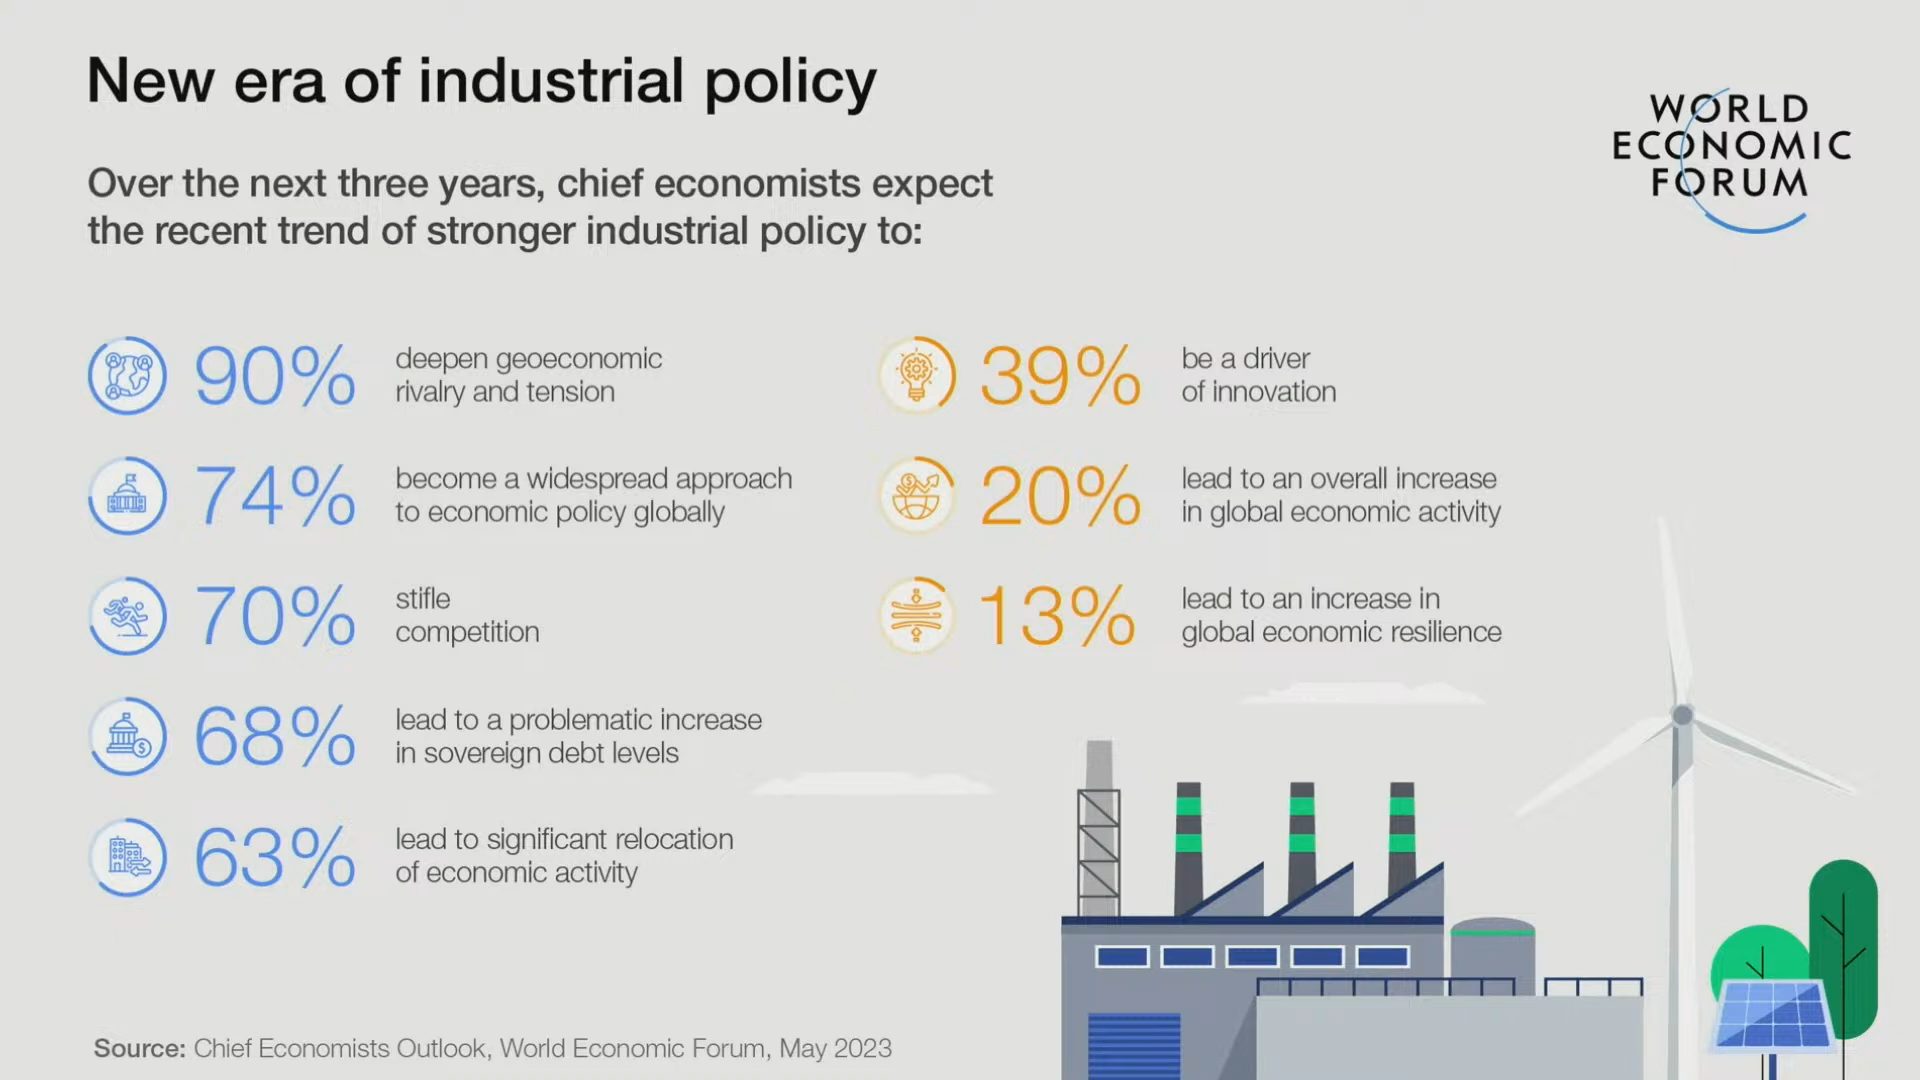 New era of industrial policy
WORLD
ECONOMIC
FORUM
Over the next three years, chief economists expect
the recent trend of stronger industrial policy to:
90%
deepen geoeconomic
rivalry and tension
74%
become a widespread approach
to economic policy globally
70%
stifle
competition
68%
lead to a problematic increase
in sovereign debt levels
63%
lead to significant relocation
of economic activity
39%
be a driver
of innovation
20%
lead to an overall increase
in global economic activity
13%
lead to an increase in
global economic resilience
Source: Chief Economists Outlook, World Economic Forum, May 2023